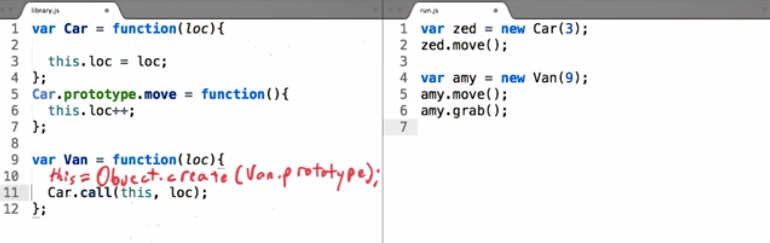 library.js
1 var Car = function(loc){
2
3 this.loc = loc;
4 };
5 Car.prototype.move = function(){
6 this.loc++;
7 };
8
9 var Van = function(loc){
10 this = Object.create(Van.prototype);
11 Car.call(this, loc);
12 };
run.js
1 var zed = new Car(3);
2 zed.move();
3
4 var amy = new Van(9);
5 amy.move();
6 amy.grab();
7